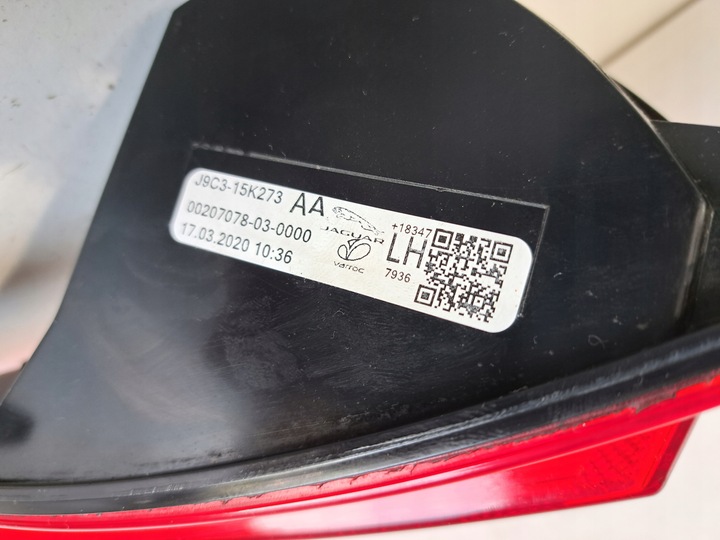 J9C3-15K273 AA
00207078-03-0000
17.03.2020 10:36
JAGUAR
varroc
+18347
LH
7936